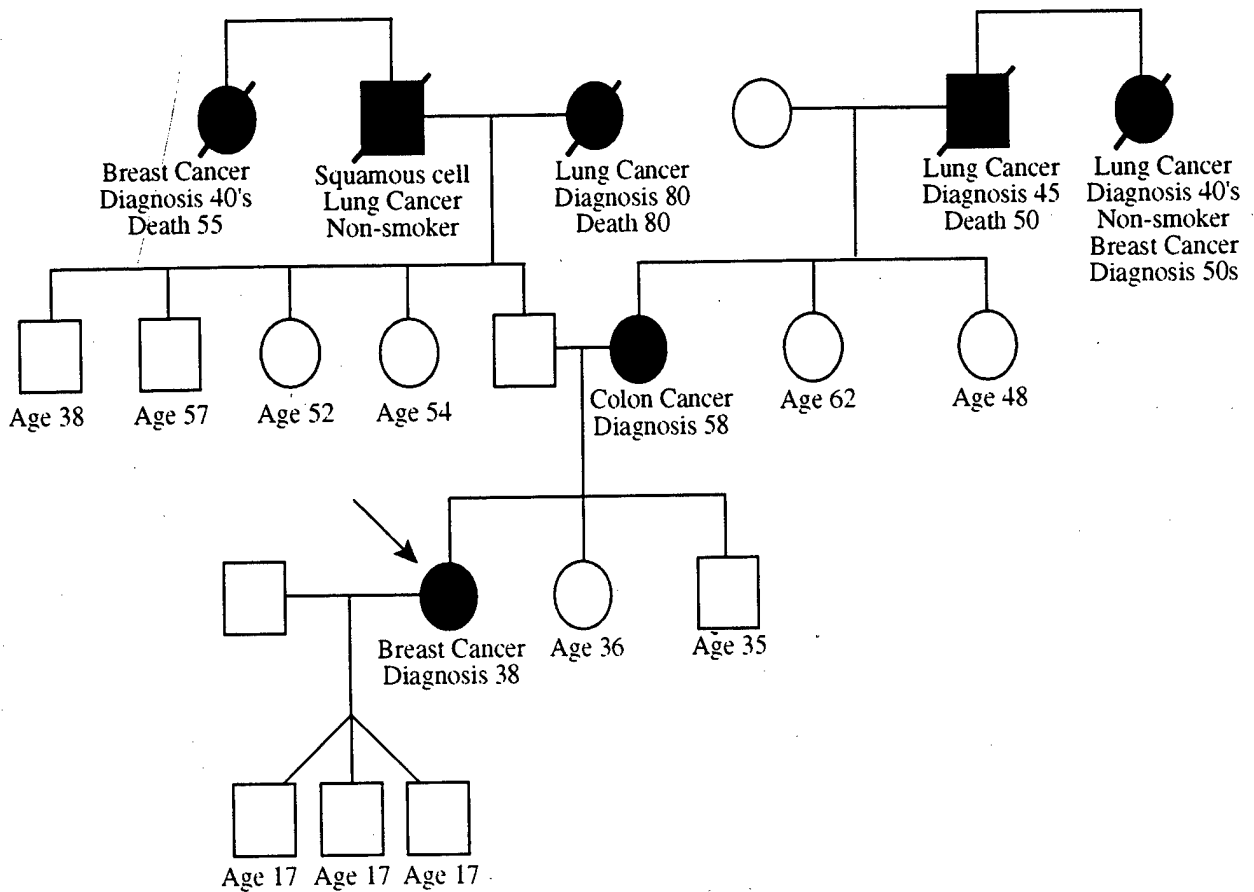 Breast Cancer
Diagnosis 40's
Death 55
Squamous cell
Lung Cancer
Non-smoker
Lung Cancer
Diagnosis 80
Death 80
Lung Cancer
Diagnosis 45
Death 50
Lung Cancer
Diagnosis 40's
Non-smoker
Breast Cancer
Diagnosis 50s
Age 38
Age 57
Age 52
Age 54
Colon Cancer
Diagnosis 58
Age 62
Age 48
Breast Cancer
Diagnosis 38
Age 36
Age 35
Age 17
Age 17
Age 17